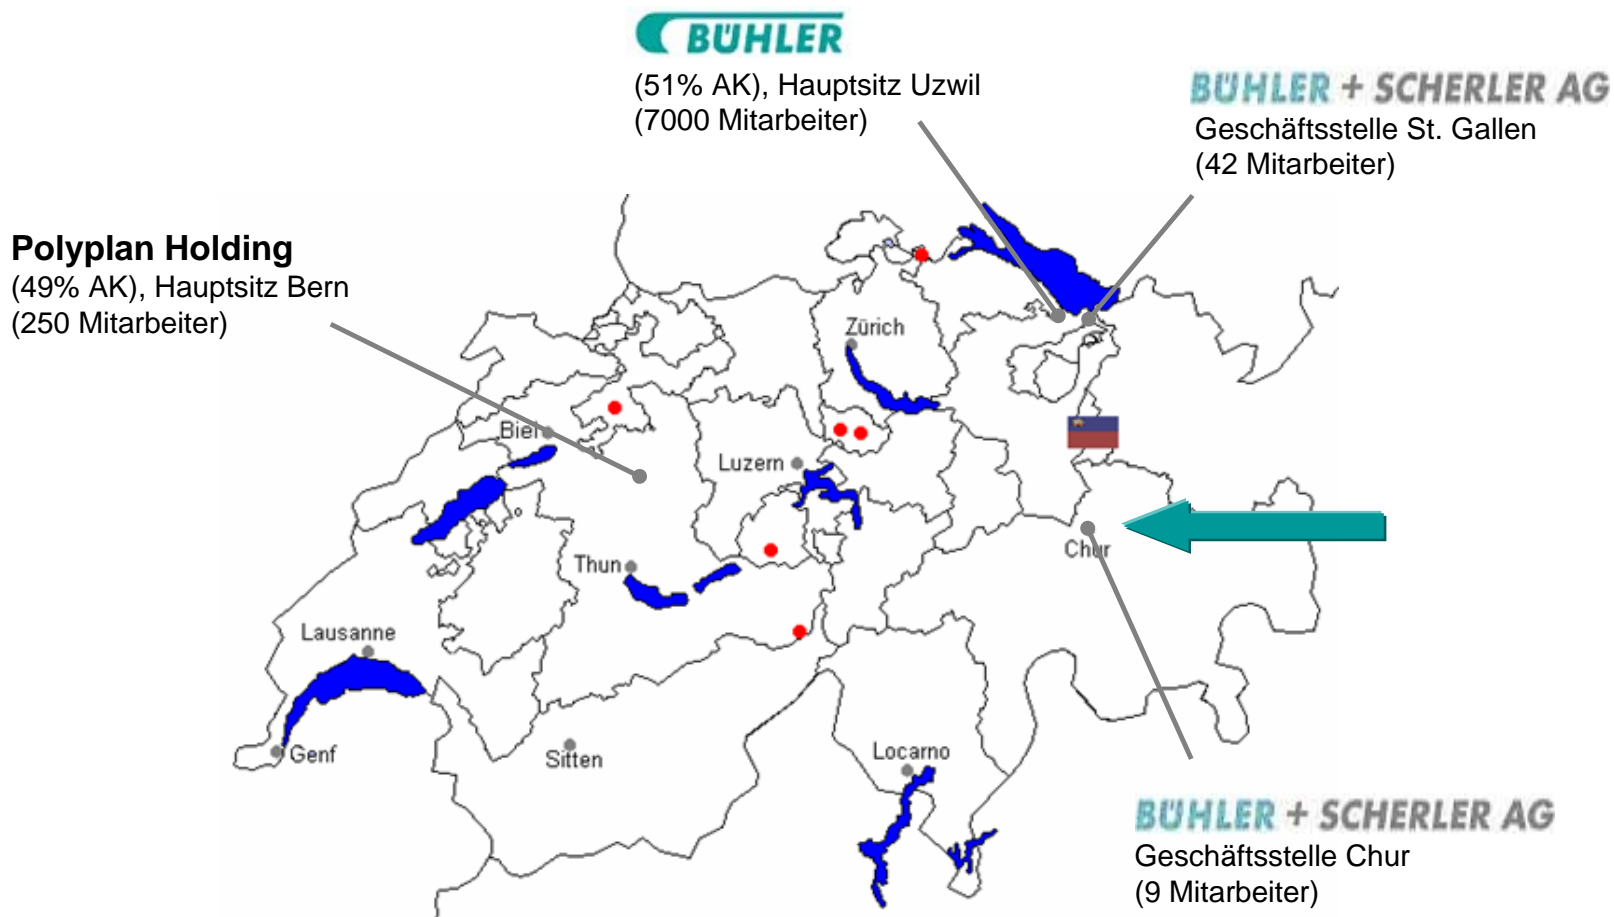 BÜHLER
(51% AK), Hauptsitz Uzwil
(7000 Mitarbeiter)
BÜHLER + SCHERLER AG
Geschäftsstelle St. Gallen
(42 Mitarbeiter)
Polyplan Holding
(49% AK), Hauptsitz Bern
(250 Mitarbeiter)
Zürich
Biel
Luzern
Chur
Thun
Lausanne
Genf
Sitten
Locarno
BÜHLER + SCHERLER AG
Geschäftsstelle Chur
(9 Mitarbeiter)